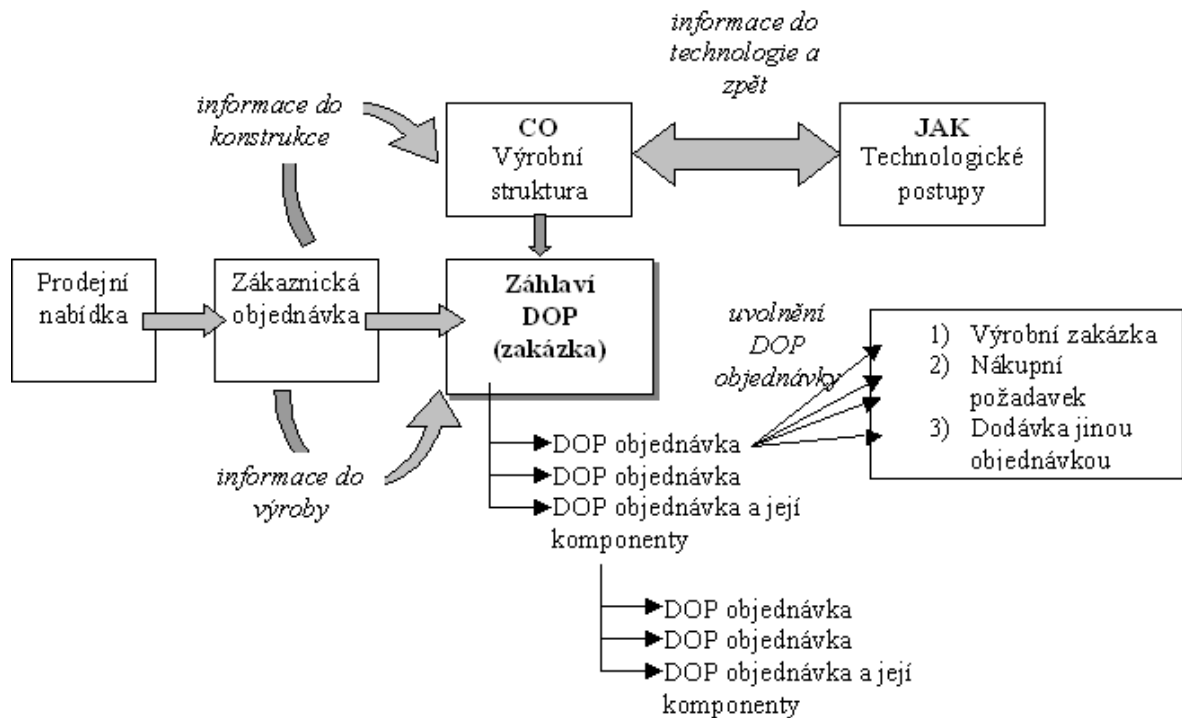 informace do
technologie a
zpět
informace do
konstrukce
CO
Výrobní
struktura
JAK
Technologické
postupy
Prodejní
nabídka
Zákaznická
objednávka
Záhlaví
DOP
(zakázka)
uvolnění
DOP
objednávky
1) Výrobní zakázka
2) Nákupní
požadavek
3) Dodávka jinou
objednávkou
informace do
výroby
DOP objednávka
DOP objednávka
DOP objednávka a její
komponenty
DOP objednávka
DOP objednávka
DOP objednávka a její
komponenty